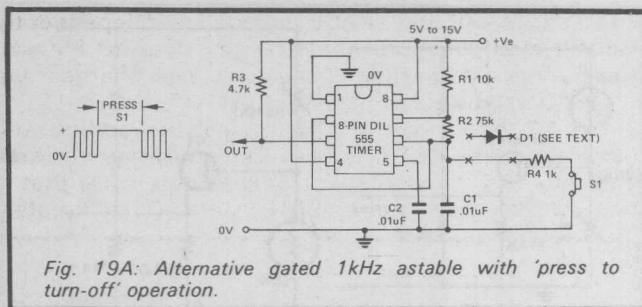 5V to 15V
+Ve
R3
4.7k
0V
R1 10k
PRESS
S1
1
8
8-PIN DIL
555
TIMER
R2 75k
D1 (SEE TEXT)
+
0V
OUT
4
5
R4 1k
S1
C2
.01uF
C1
.01uF
0V
Fig. 19A: Alternative gated 1kHz astable with 'press to
turn-off' operation.